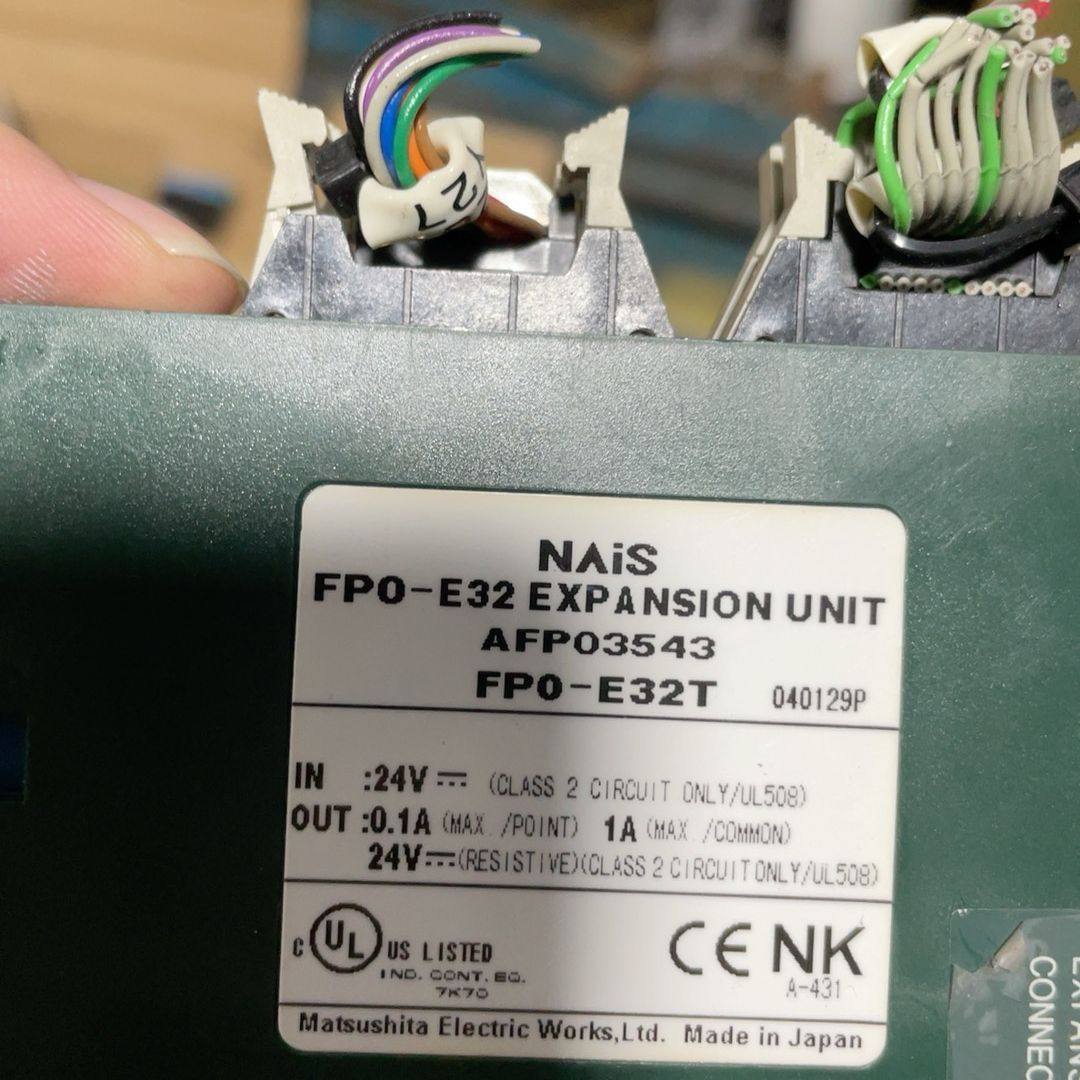 NAiS
FP0-E32 EXPANSION UNIT
AFP03543
FP0-E32T 040129P
IN :24V⎓ (CLASS 2 CIRCUIT ONLY/UL508)
OUT :0.1A (MAX. /POINT) 1A (MAX. /COMMON)
24V⎓(RESISTIVE)(CLASS 2 CIRCUIT ONLY/UL508)
C UL US LISTED
IND. CONT. EQ.
7K70
CE NK
A-431
Matsushita Electric Works,Ltd. Made in Japan